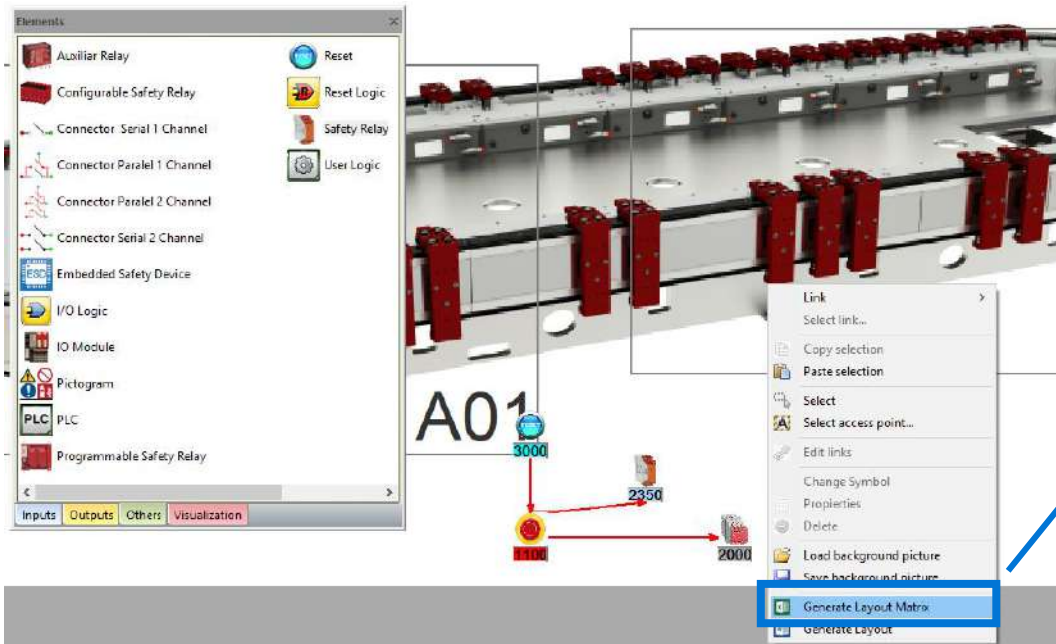 Elements
Auxiliar Relay
Configurable Safety Relay
Connector Serial 1 Channel
Connector Paralel 1 Channel
Connector Paralel 2 Channel
Connector Serial 2 Channel
ESD Embedded Safety Device
I/O Logic
IO Module
Pictogram
PLC PLC
Programmable Safety Relay
Reset
R Reset Logic
Safety Relay
User Logic
Inputs Outputs Others Visualization
A01
3000
2350
1100
2000
Link
Select link...
Copy selection
Paste selection
Select
Select access point...
Edit links
Change Symbol
Propierties
Delete
Load background picture
Save background picture
Generate Layout Matrix
Generate Layout